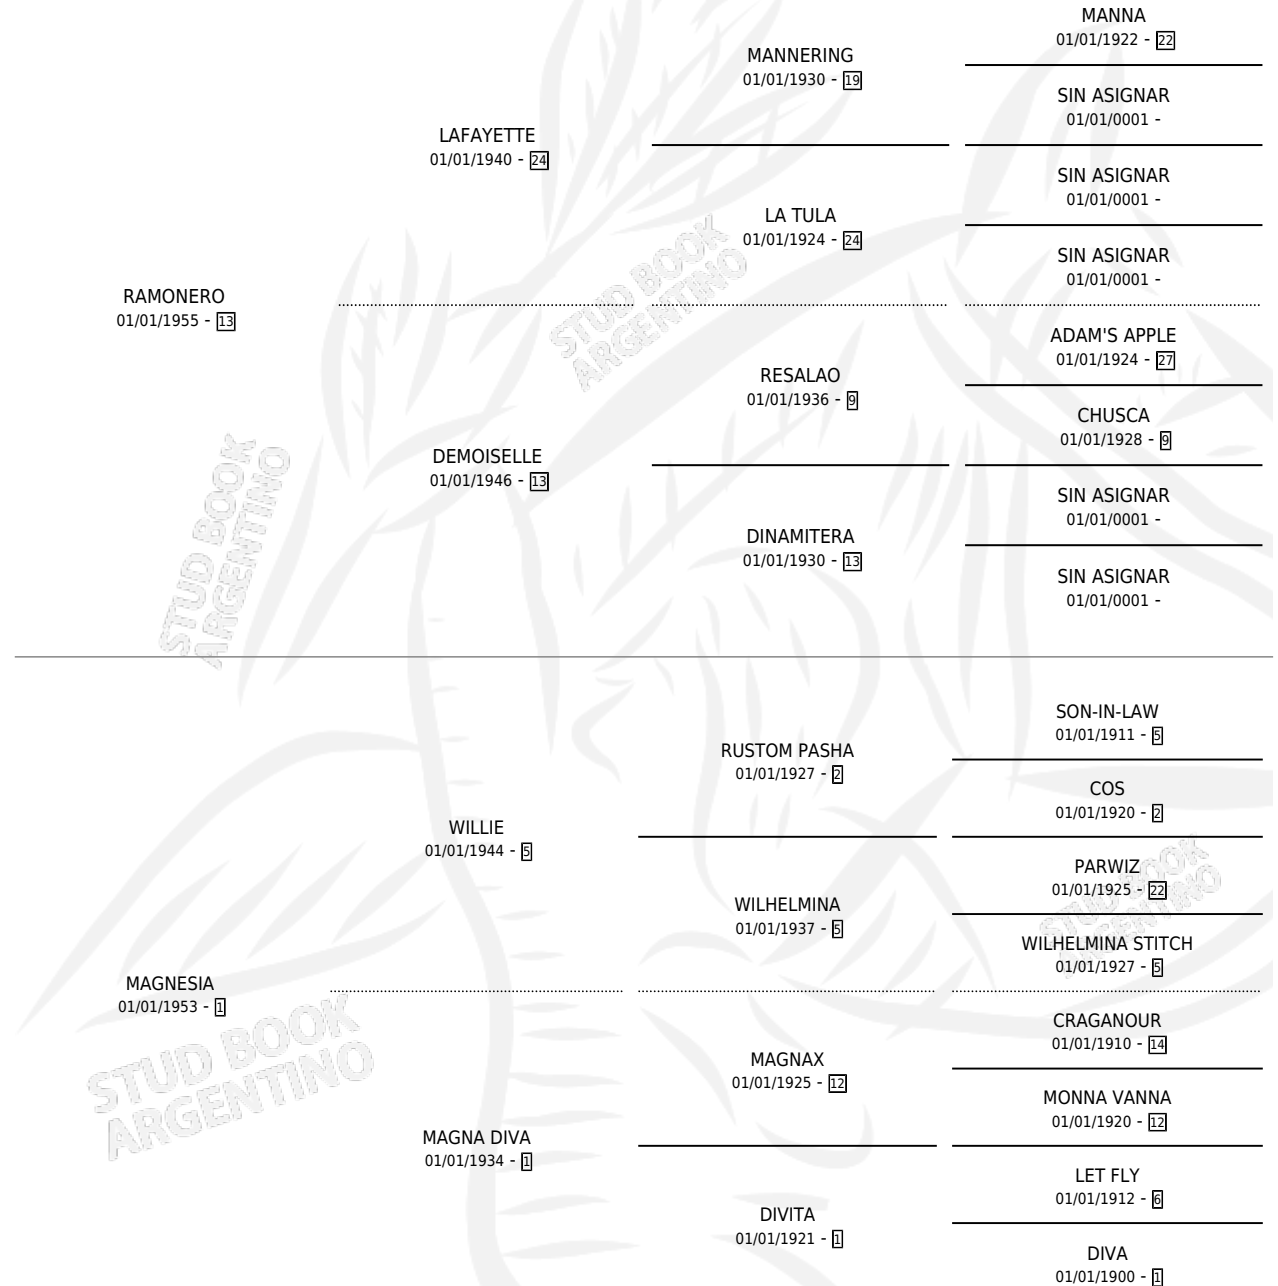 MANNA
01/01/1922 - 22
MANNERING
01/01/1930 - 19
SIN ASIGNAR
01/01/0001 -
LAFAYETTE
01/01/1940 - 24
SIN ASIGNAR
01/01/0001 -
LA TULA
01/01/1924 - 24
SIN ASIGNAR
01/01/0001 -
RAMONERO
01/01/1955 - 13
ADAM'S APPLE
01/01/1924 - 27
RESALAO
01/01/1936 - 9
CHUSCA
01/01/1928 - 9
DEMOISELLE
01/01/1946 - 13
SIN ASIGNAR
01/01/0001 -
DINAMITERA
01/01/1930 - 13
SIN ASIGNAR
01/01/0001 -
SON-IN-LAW
01/01/1911 - 5
RUSTOM PASHA
01/01/1927 - 2
COS
01/01/1920 - 2
WILLIE
01/01/1944 - 5
PARWIZ
01/01/1925 - 22
WILHELMINA
01/01/1937 - 5
WILHELMINA STITCH
01/01/1927 - 5
MAGNESIA
01/01/1953 - 1
CRAGANOUR
01/01/1910 - 14
MAGNAX
01/01/1925 - 12
MONNA VANNA
01/01/1920 - 12
MAGNA DIVA
01/01/1934 - 1
LET FLY
01/01/1912 - 6
DIVITA
01/01/1921 - 1
DIVA
01/01/1900 - 1
STUD BOOK
ARGENTINO
STUD BOOK
ARGENTINO
STUD BOOK
ARGENTINO
STUD BOOK
ARGENTINO